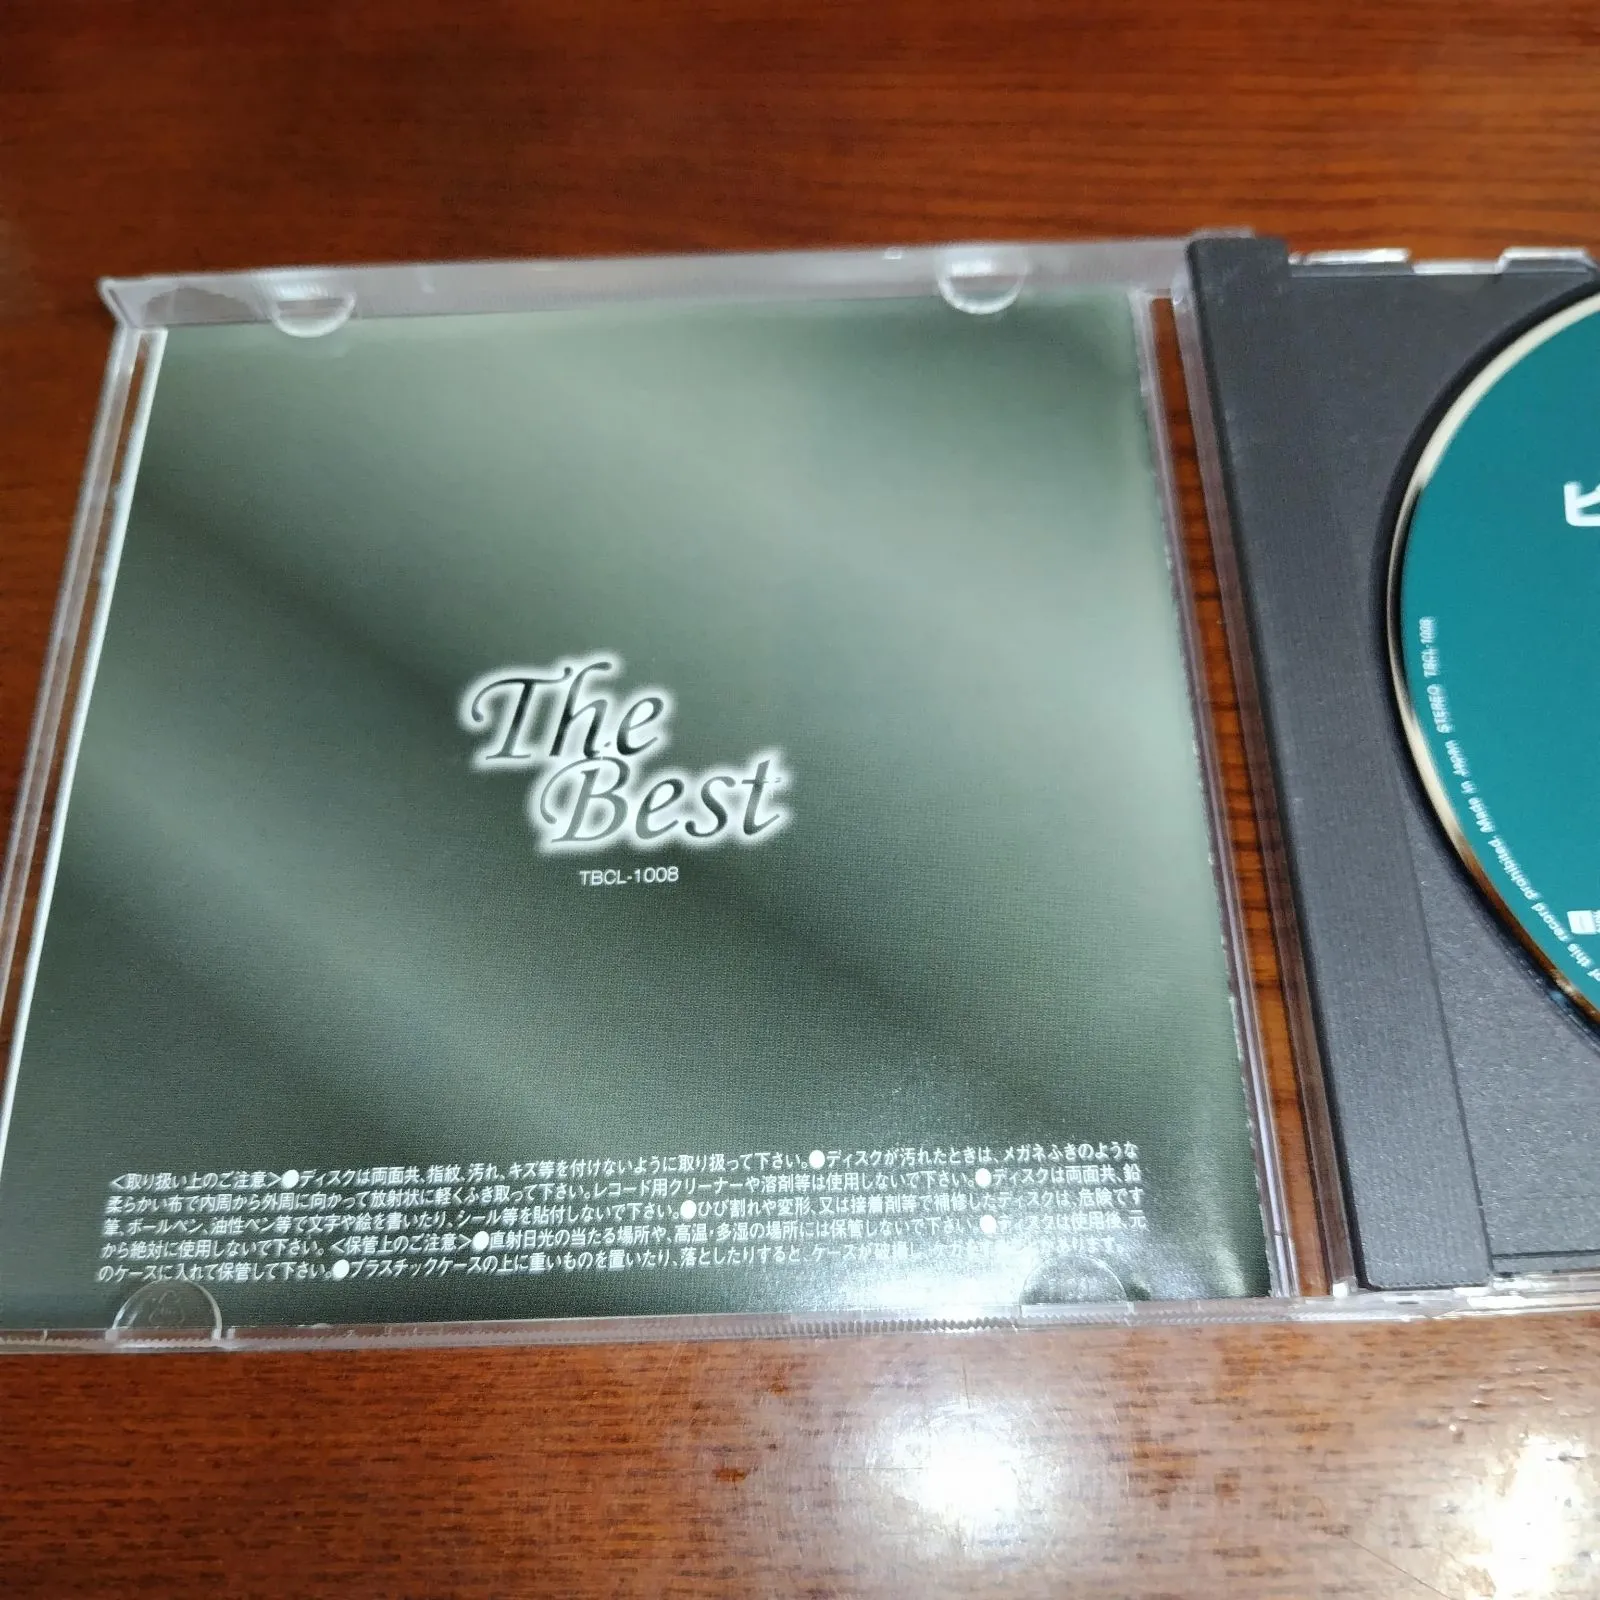 The
Best
TBCL-1008
<取り扱い上のご注意>●ディスクは両面共、指紋、汚れ、キズ等を付けないように取り扱って下さい。●ディスクが汚れたときは、メガネふきのような
柔らかい布で内周から外周に向かって放射状に軽くふき取って下さい。レコード用クリーナーや溶剤等は使用しないで下さい。●ディスクは両面共、鉛
筆、ボールペン、油性ペン等で文字や絵を書いたり、シール等を貼付しないで下さい。●ひび割れや変形、又は接着剤等で補修したディスクは、危険です
から絶対に使用しないで下さい。<保管上のご注意>●直射日光の当たる場所や、高温・多湿の場所には保管しないで下さい。●ディスクは使用後、元
のケースに入れて保管して下さい。●プラスチックケースの上に重いものを置いたり、落としたりすると、ケースが破損し、ケガをすることがあります。
of this record prohibited. Made in Japan STEREO TBCL-1008